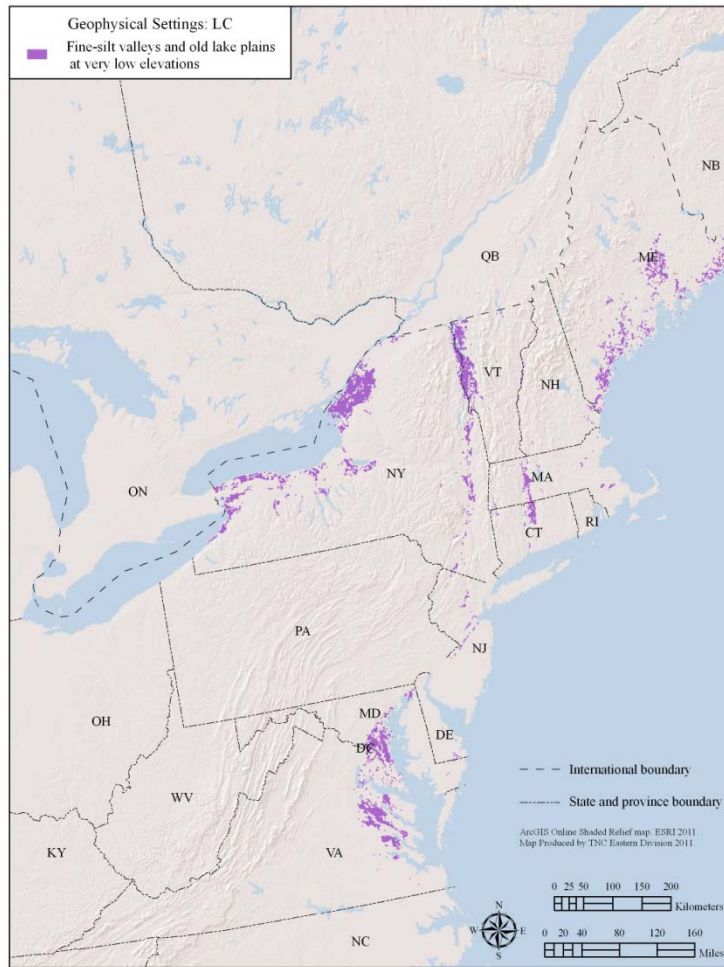 Geophysical Settings: LC
Fine-silt valleys and old lake plains
at very low elevations
NB
QB
ME
VT
NH
ON
NY
MA
CT
RI
PA
NJ
OH
MD
DE
DC
WV
KY
VA
NC
International boundary
State and province boundary
ArcGIS Online Shaded Relief map. ESRI 2011.
Map Produced by TNC Eastern Division 2011.
0 25 50 100 150 200
Kilometers
N
W E
S
0 20 40 80 120 160
Miles